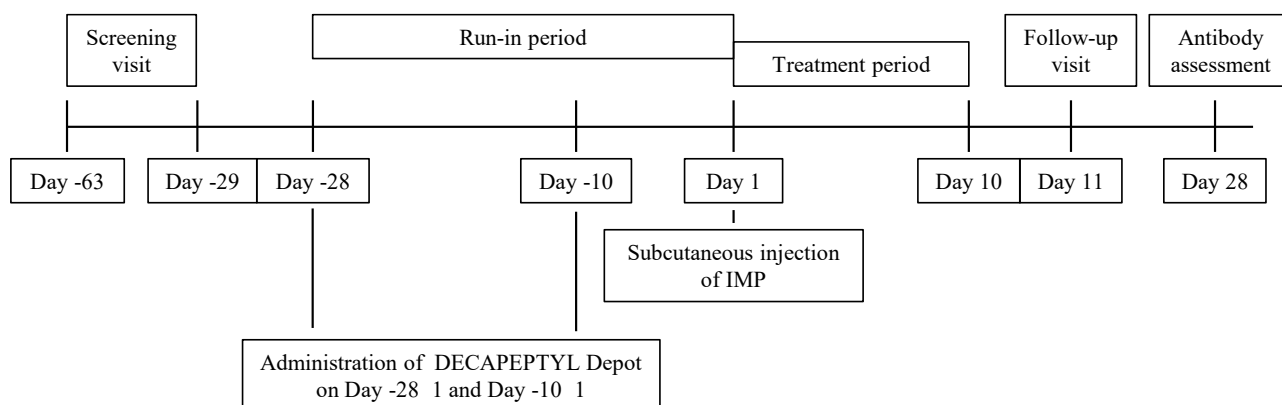 Screening
visit
Run-in period
Treatment period
Follow-up
visit
Antibody
assessment
Day -63
Day -29
Day -28
Day -10
Day 1
Day 10
Day 11
Day 28
Subcutaneous injection
of IMP
Administration of DECAPEPTYL Depot
on Day -28 1 and Day -10 1